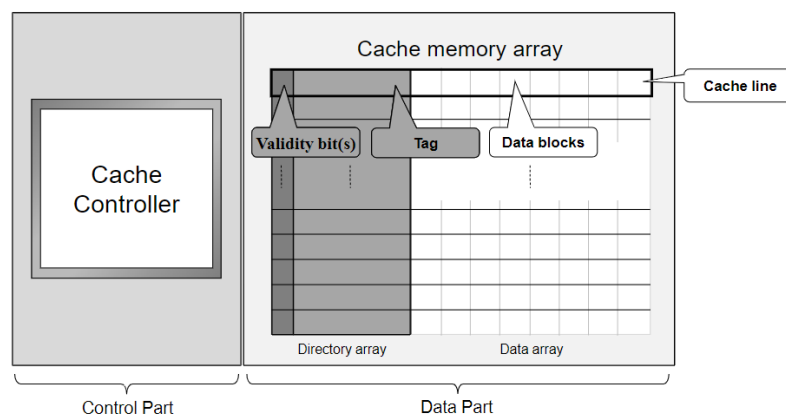 Cache memory array
Cache line
Validity bit(s)
Tag
Data blocks
Cache
Controller
Directory array
Data array
Control Part
Data Part